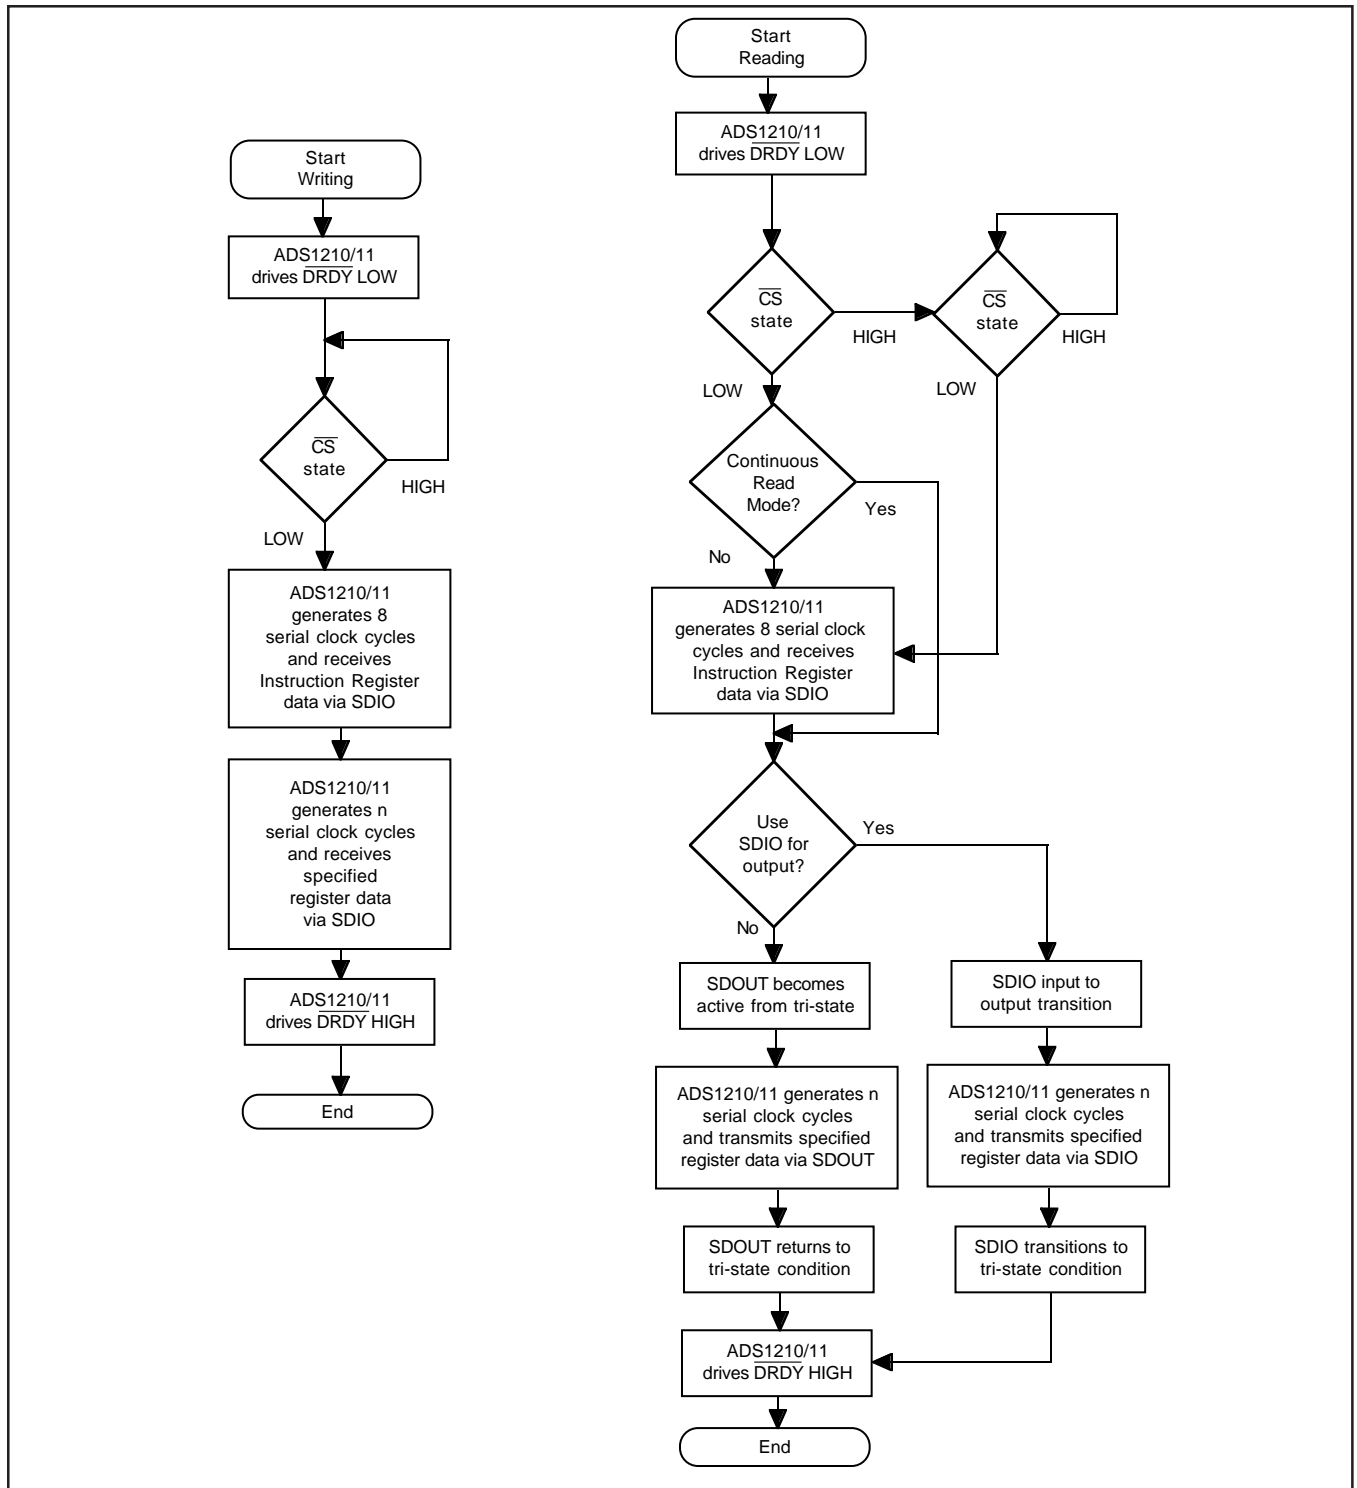 Start
Writing
ADS1210/11
drives DRDY LOW
CS
state
HIGH
LOW
ADS1210/11
generates 8
serial clock cycles
and receives
Instruction Register
data via SDIO
ADS1210/11
generates n
serial clock cycles
and receives
specified
register data
via SDIO
ADS1210/11
drives DRDY HIGH
End
Start
Reading
ADS1210/11
drives DRDY LOW
CS
state
HIGH
CS
state
HIGH
LOW
LOW
Continuous
Read
Mode?
Yes
No
ADS1210/11
generates 8 serial clock
cycles and receives
Instruction Register
data via SDIO
Use
SDIO for
output?
Yes
No
SDOUT becomes
active from tri-state
ADS1210/11 generates n
serial clock cycles
and transmits specified
register data via SDOUT
SDOUT returns to
tri-state condition
SDIO input to
output transition
ADS1210/11 generates n
serial clock cycles
and transmits specified
register data via SDIO
SDIO transitions to
tri-state condition
ADS1210/11
drives DRDY HIGH
End